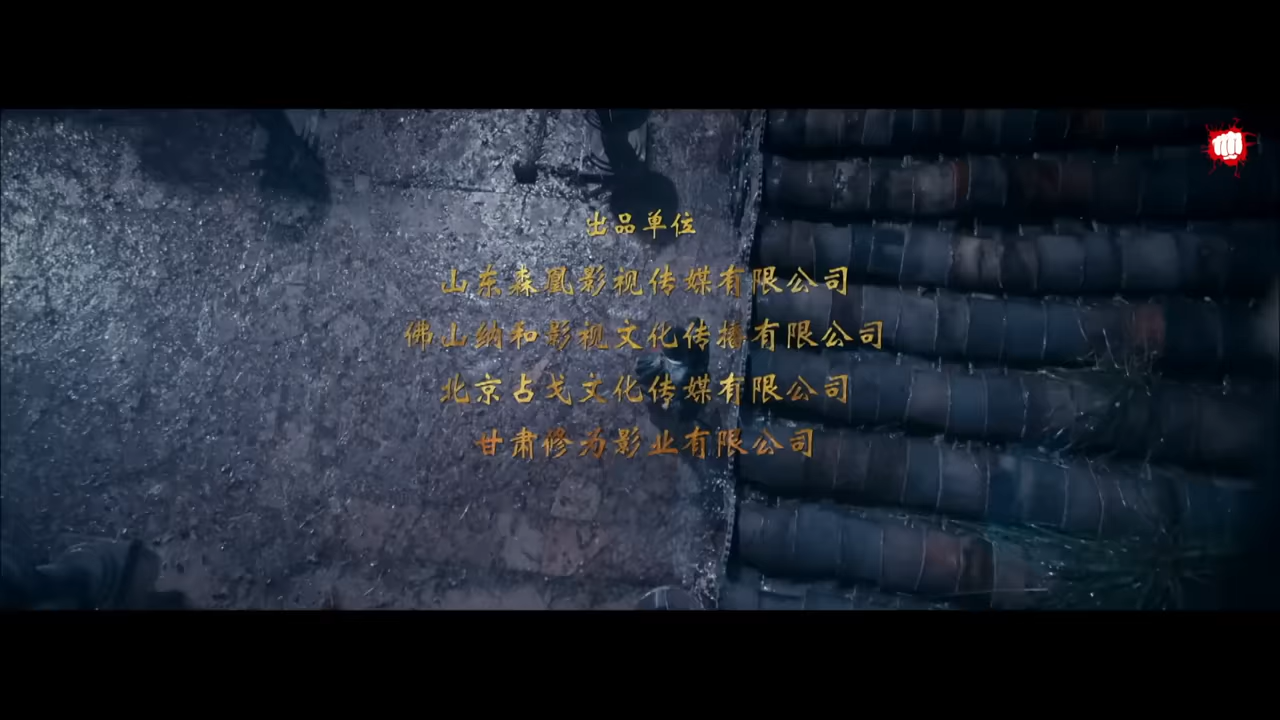 出品单位
山东森凰影视传媒有限公司
佛山纳和影视文化传播有限公司
北京占戈文化传媒有限公司
甘肃修为影业有限公司